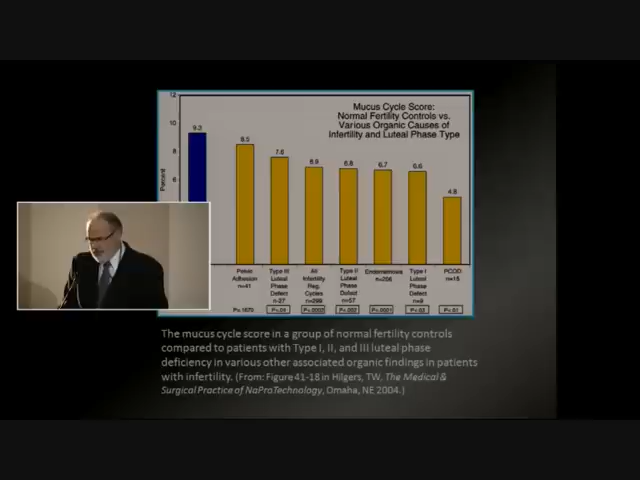 12
Mucus Cycle Score:
Normal Fertility Controls vs.
Various Organic Causes of
Infertility and Luteal Phase Type
9.3
8.5
7.6
6.9
6.8
6.7
6.6
4.8
10
8
6
Percent
Pelvic Adhesion n=41
Type III Luteal Phase Defect n=27
All Infertility Reg. Cycles
Type II Luteal Phase Defect n=57
Endometriosis
Type I Luteal Phase Defect n=9
PCOD
The mucus cycle score in a group of normal fertility controls
compared to patients with Type I, II, and III luteal phase
deficiency in various other associated organic findings in patients
with infertility. (From: Figure 41-18 in Hilgers, TW, The Medical &
Surgical Practice of NaProTechnology, Omaha, NE 2004.)